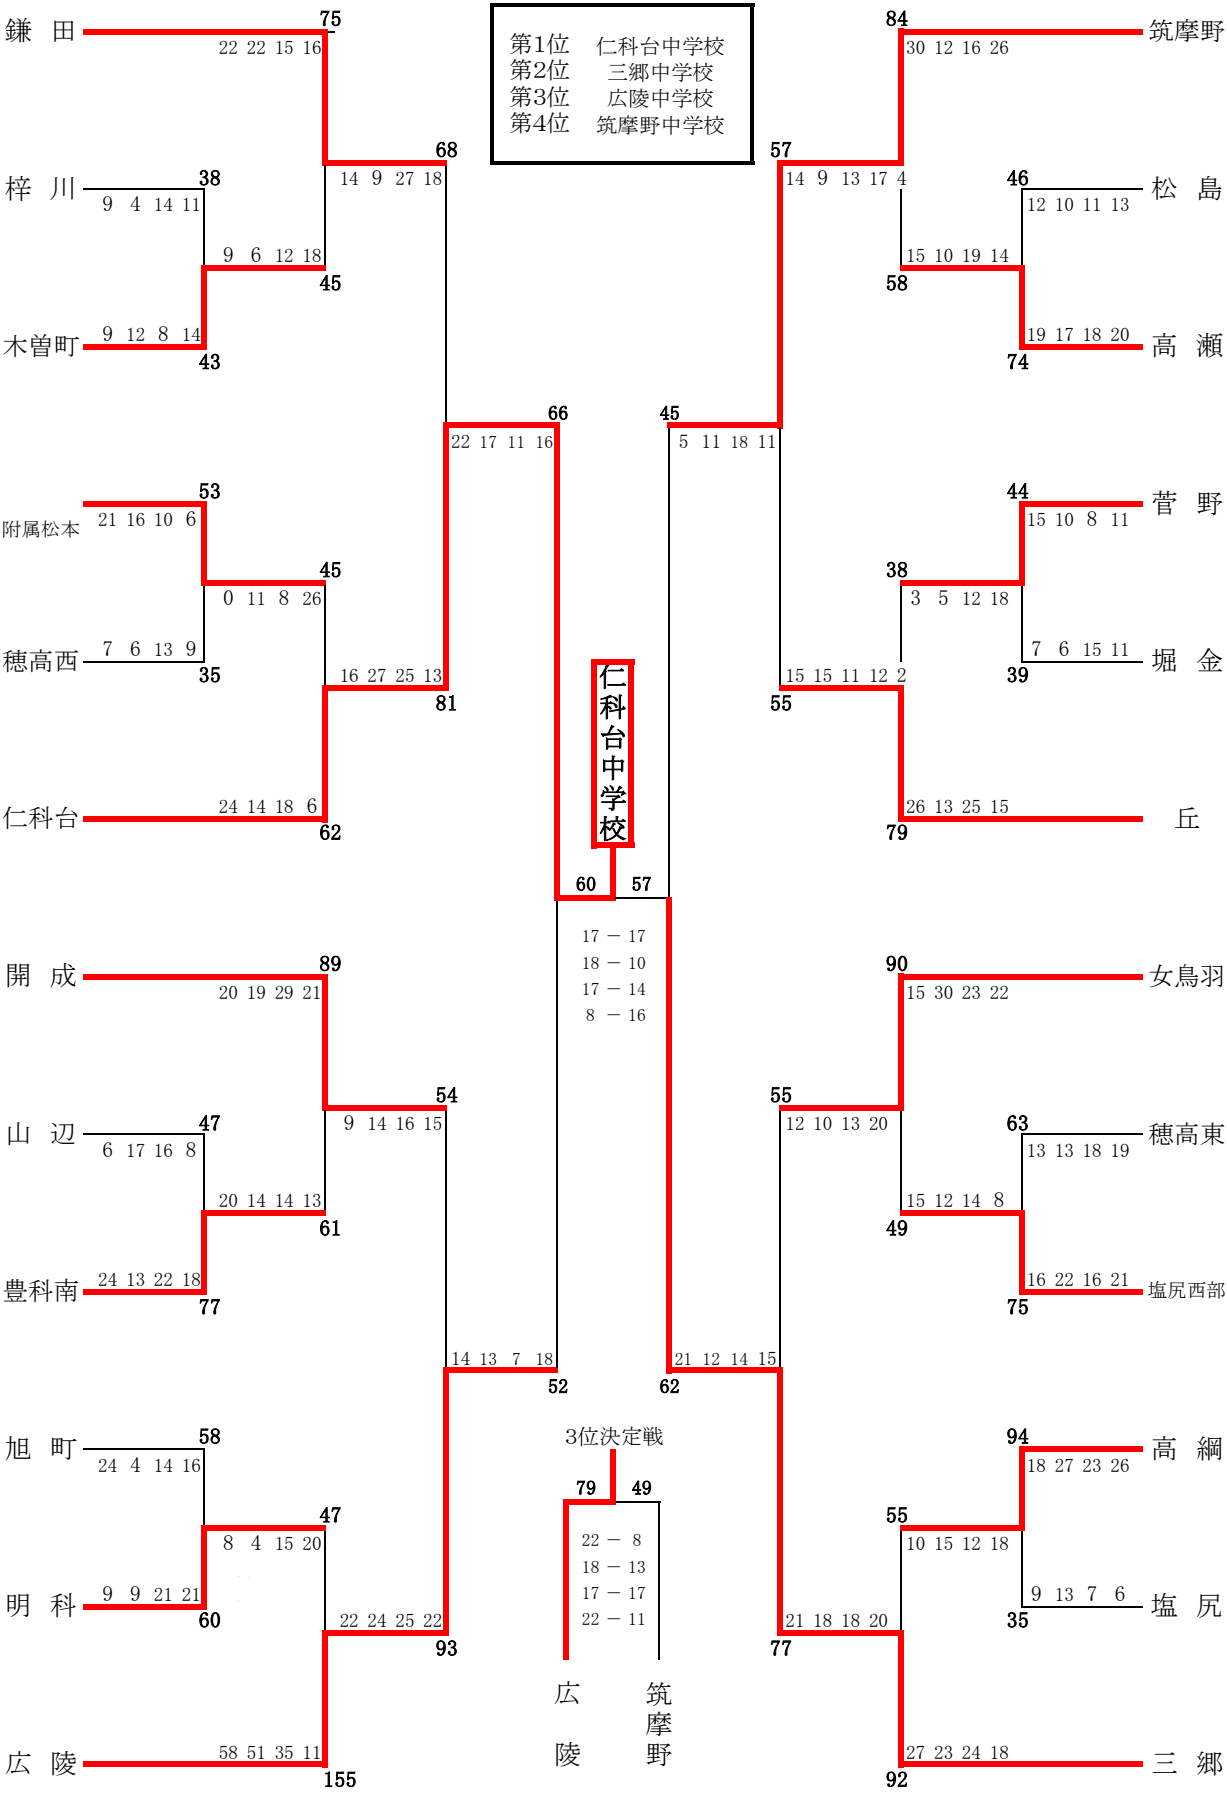 第1位 仁科台中学校
第2位 三郷中学校
第3位 広陵中学校
第4位 筑摩野中学校
鎌田
75
22 22 15 16
68
14 9 27 18
梓川
38
9 4 14 11
9 6 12 18
45
木曽町
9 12 8 14
43
66
22 17 11 16
附属松本
53
21 16 10 6
45
0 11 8 26
穂高西
7 6 13 9
35
16 27 25 13
81
仁科台
24 14 18 6
62
開成
89
20 19 29 21
54
9 14 16 15
山辺
47
6 17 16 8
20 14 14 13
61
豊科南
24 13 22 18
77
14 13 7 18
52
旭町
58
24 4 14 16
47
8 4 15 20
明科
9 9 21 21
60
22 24 25 22
93
広陵
58 51 35 11
155
仁科台中学校
60 57
17 − 17
18 − 10
17 − 14
8 − 16
3位決定戦
79 49
22 − 8
18 − 13
17 − 17
22 − 11
広陵
筑摩野
84
筑摩野
30 12 16 26
57
14 9 13 17 4
46
松島
12 10 11 13
15 10 19 14
58
高瀬
19 17 18 20
74
45
5 11 18 11
44
菅野
15 10 8 11
38
3 5 12 18
堀金
7 6 15 11
39
15 15 11 12 2
55
丘
26 13 25 15
79
90
女鳥羽
15 30 23 22
55
12 10 13 20
63
穂高東
13 13 18 19
15 12 14 8
49
塩尻西部
16 22 16 21
75
21 12 14 15
62
94
高綱
18 27 23 26
55
10 15 12 18
塩尻
9 13 7 6
35
21 18 18 20
77
三郷
27 23 24 18
92